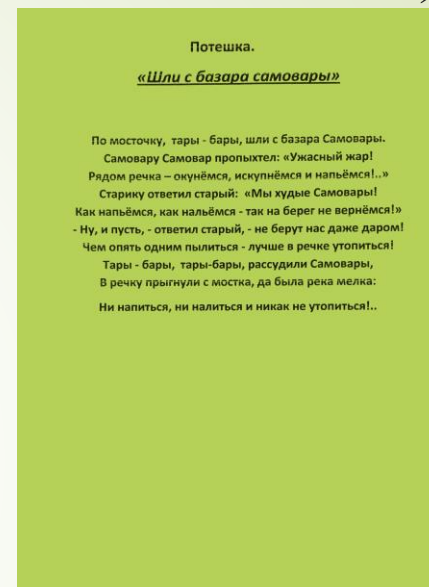 Потешка.
«Шли с базара самовары»
По мосточку, тары - бары, шли с базара Самовары.
Самовару Самовар пропыхтел: «Ужасный жар!
Рядом речка – окунёмся, искупнёмся и напьёмся!..»
Старику ответил старый: «Мы худые Самовары!
Как напьёмся, как нальёмся - так на берег не вернёмся!»
- Ну, и пусть, - ответил старый, - не берут нас даже даром!
Чем опять одним пылиться - лучше в речке утопиться!
Тары - бары, тары-бары, рассудили Самовары,
В речку прыгнули с мостка, да была река мелка:
Ни напиться, ни налиться и никак не утопиться!..